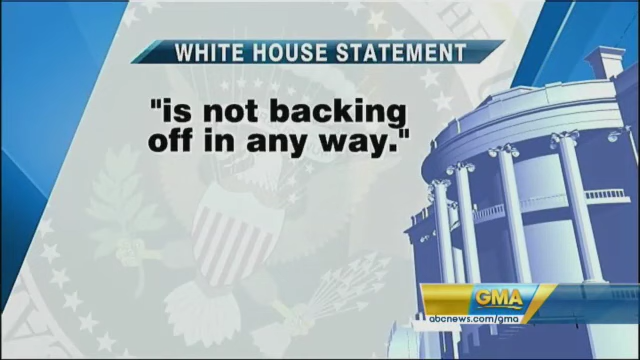 WHITE HOUSE STATEMENT
"is not backing
off in any way."
GMA
abcnews.com/gma